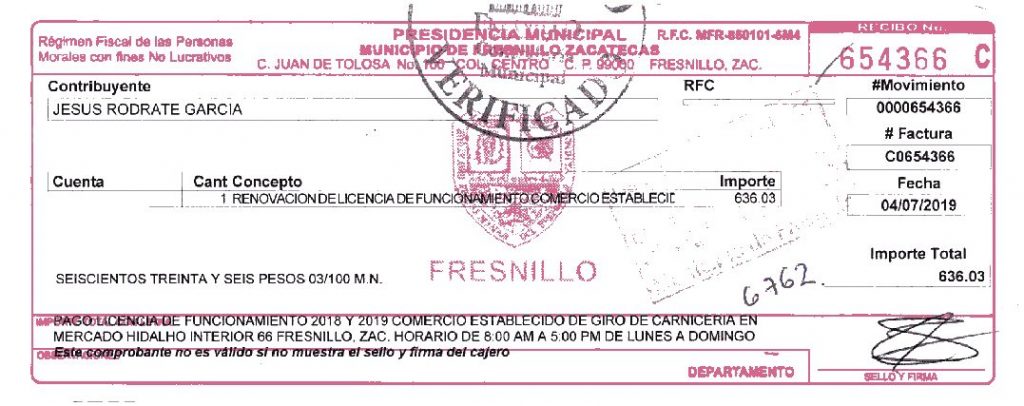 PRESIDENCIA MUNICIPAL R.F.C. MFR-850101-5M4
Régimen Fiscal de las Personas
Morales con fines No Lucrativos
MUNICIPIO DE FRESNILLO ZACATECAS
C. JUAN DE TOLOSA No. 100 COL. CENTRO C. P. 99000 FRESNILLO, ZAC.
Municipal
VERIFICADO
RECIBO No.
654366 C
Contribuyente RFC
JESUS RODRATE GARCIA
#Movimiento
0000654366
# Factura
C0654366
Fecha
04/07/2019
Cuenta Cant Concepto Importe
1 RENOVACION DE LICENCIA DE FUNCIONAMIENTO COMERCIO ESTABLECID 636.03
Importe Total
636.03
FRESNILLO
SEISCIENTOS TREINTA Y SEIS PESOS 03/100 M.N.
6762.
PAGO LICENCIA DE FUNCIONAMIENTO 2018 Y 2019 COMERCIO ESTABLECIDO DE GIRO DE CARNICERIA EN
MERCADO HIDALHO INTERIOR 66 FRESNILLO, ZAC. HORARIO DE 8:00 AM A 5:00 PM DE LUNES A DOMINGO
Este comprobante no es válido si no muestra el sello y firma del cajero
DEPARTAMENTO
SELLO Y FIRMA